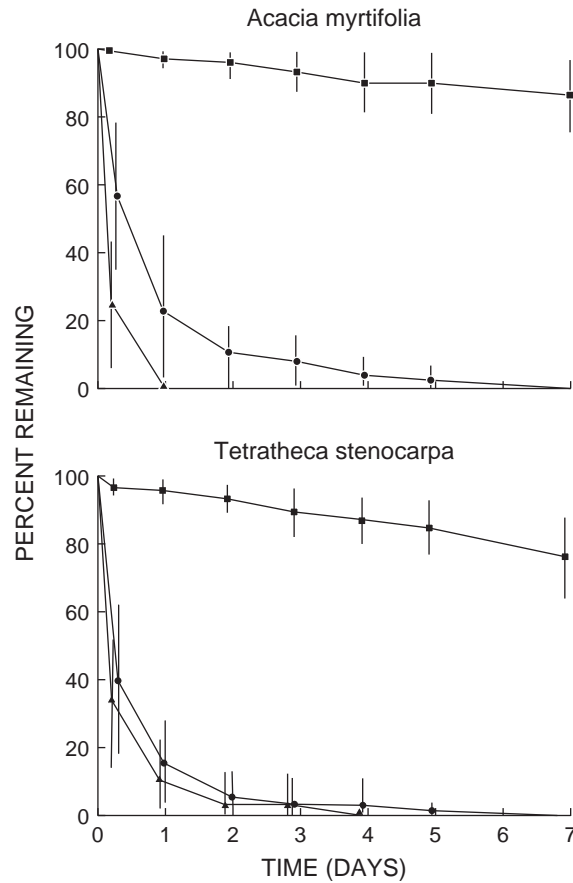 Acacia myrtifolia
100
80
60
40
20
0
Tetratheca stenocarpa
100
80
60
40
20
0
0 1 2 3 4 5 6 7
PERCENT REMAINING
TIME (DAYS)